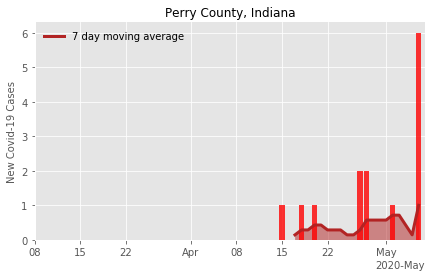 Perry County, Indiana
7 day moving average
New Covid-19 Cases
6
5
4
3
2
1
0
08 15 22 Apr 08 15 22 May
2020-May